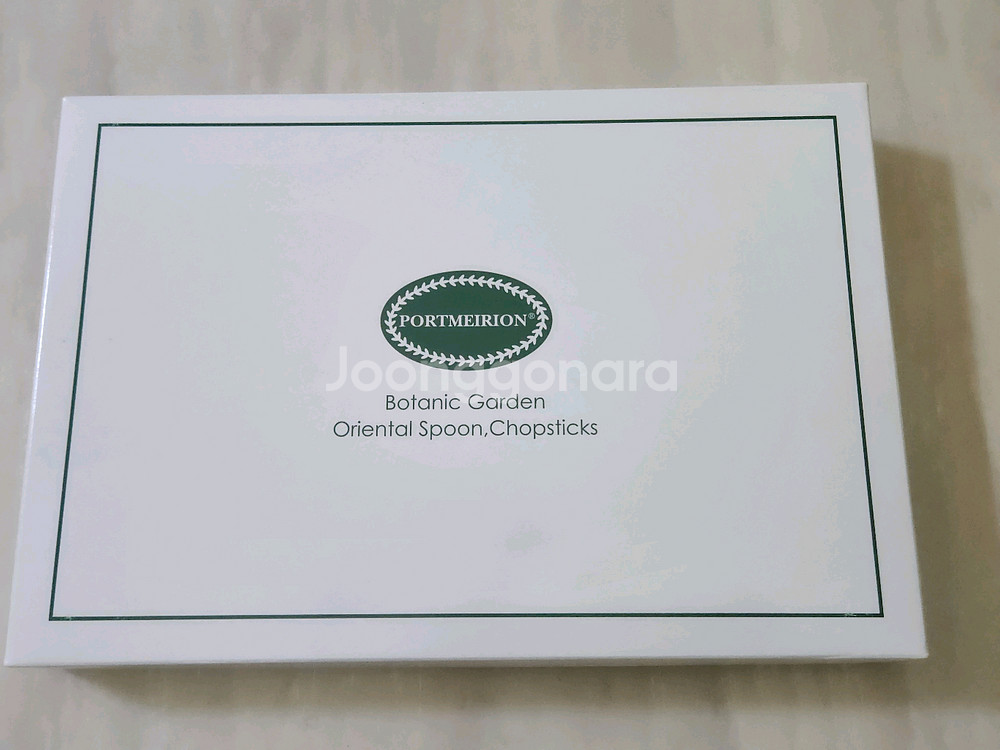 PORTMEIRION®
Joonggonara
Botanic Garden
Oriental Spoon,Chopsticks